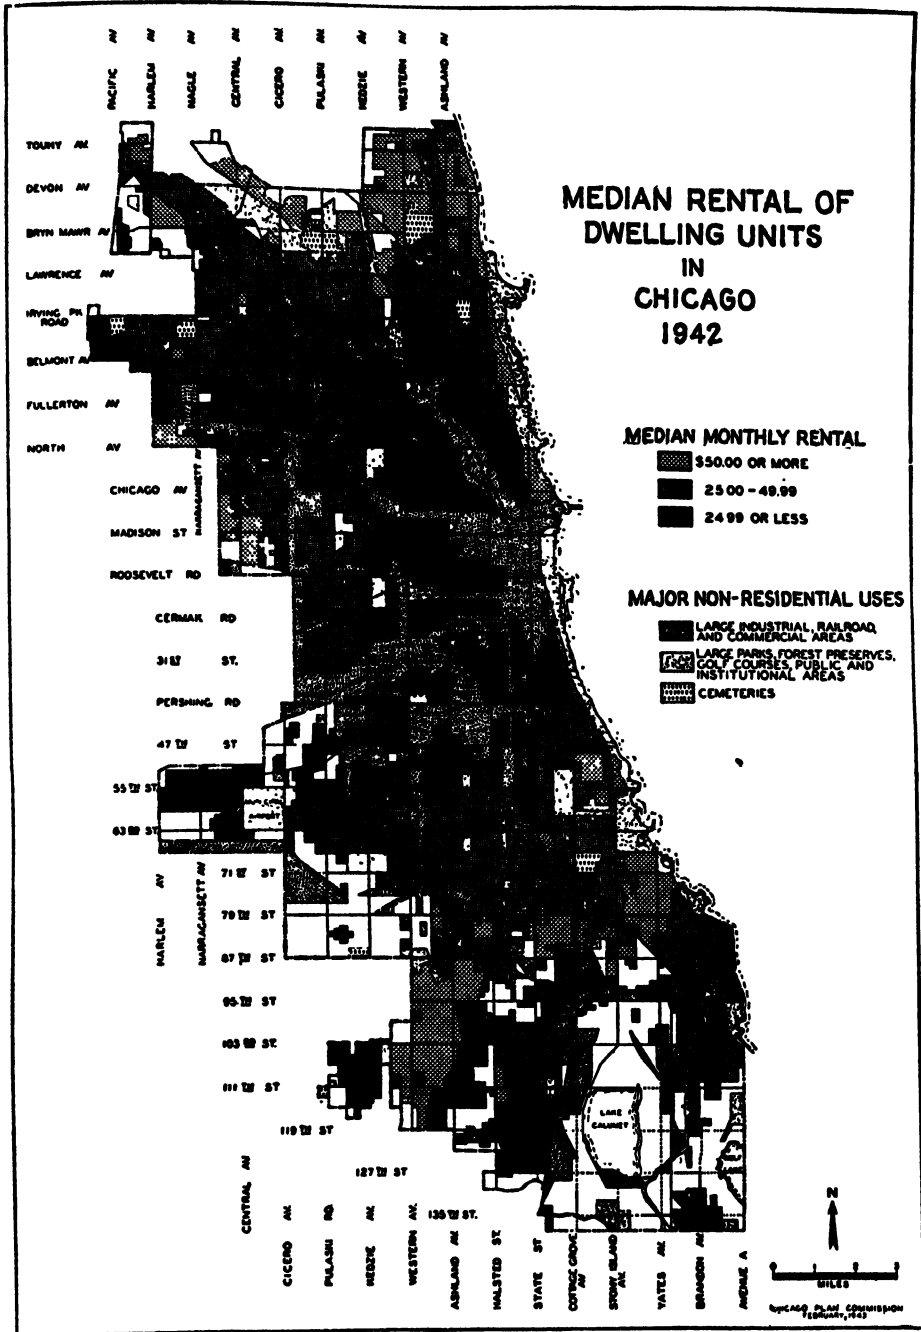 PACIFIC AV
HARLEM AV
NAGLE AV
CENTRAL AV.
CICERO AV.
PULASKI AV.
KEDZIE AV
WESTERN AV
ASHLAND AV
TOUHY AV.
DEVON AV
BRYN MAWR AV
LAWRENCE AV
IRVING PK.
ROAD
BELMONT AV
FULLERTON AV
NORTH AV
NARRAGANSETT AV
CHICAGO AV
MADISON ST
ROOSEVELT RD
CERMAK RD
31ST ST.
PERSHING RD
47TH ST
55TH ST.
63RD ST.
AIRPORT
HARLEM AV
NARRAGANSETT AV
71ST ST
79TH ST
87TH ST
95TH ST
103RD ST.
111TH ST
119TH ST
127TH ST
135TH ST.
MEDIAN RENTAL OF
DWELLING UNITS
IN
CHICAGO
1942
MEDIAN MONTHLY RENTAL
$50.00 OR MORE
25 00 - 49.99
24 99 OR LESS
MAJOR NON-RESIDENTIAL USES
LARGE INDUSTRIAL, RAILROAD,
AND COMMERCIAL AREAS
LARGE PARKS, FOREST PRESERVES,
GOLF COURSES, PUBLIC AND
INSTITUTIONAL AREAS
CEMETERIES
LAKE
CALUMET
CENTRAL AV
CICERO AV.
PULASKI RD.
KEDZIE AV.
WESTERN AV.
ASHLAND AV.
HALSTED ST.
STATE ST
COTTAGE GROVE
AV
STONY ISLAND
AVE.
YATES AV.
BRANDON AV.
AVENUE A
N
MILES
CHICAGO PLAN COMMISSION
FEBRUARY, 1943